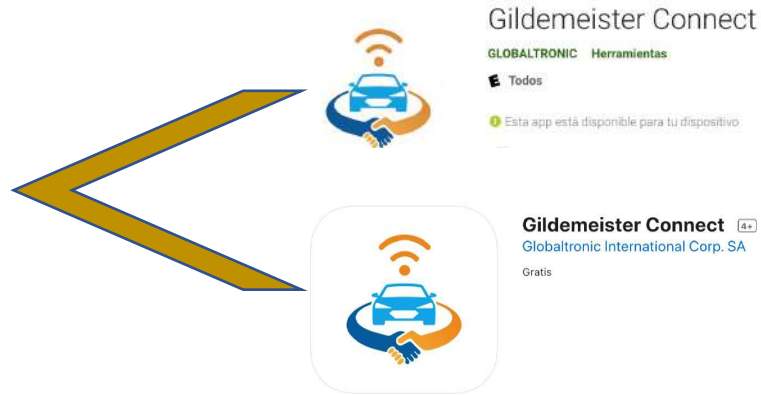 Gildemeister Connect
GLOBALTRONIC Herramientas
E Todos
Esta app está disponible para tu dispositivo
Gildemeister Connect 4+
Globaltronic International Corp. SA
Gratis